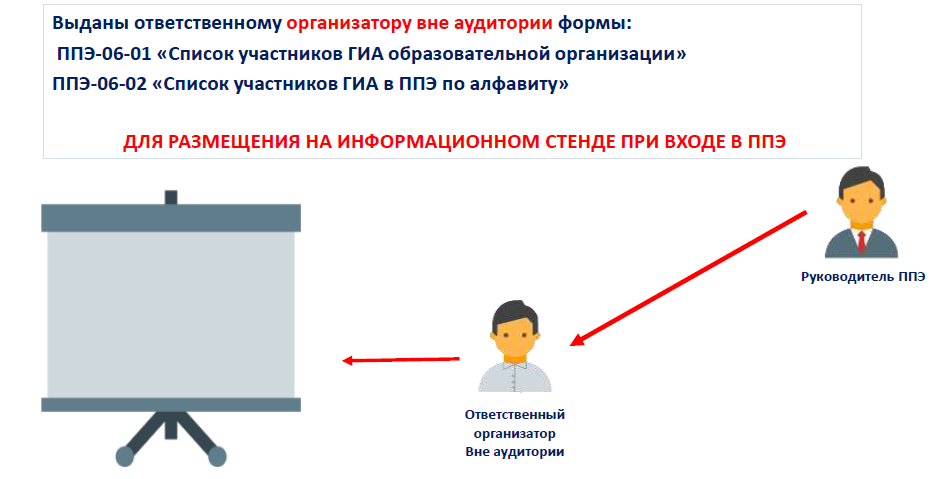 Выданы ответственному организатору вне аудитории формы:
ППЭ-06-01 «Список участников ГИА образовательной организации»
ППЭ-06-02 «Список участников ГИА в ППЭ по алфавиту»
ДЛЯ РАЗМЕЩЕНИЯ НА ИНФОРМАЦИОННОМ СТЕНДЕ ПРИ ВХОДЕ В ППЭ
Руководитель ППЭ
Ответственный
организатор
Вне аудитории